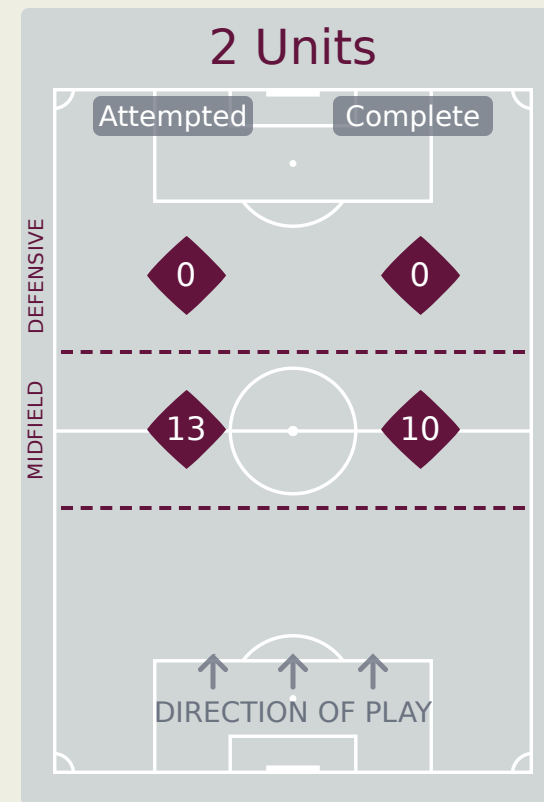 2 Units
Attempted Complete
DEFENSIVE
0 0
MIDFIELD
13 10
DIRECTION OF PLAY